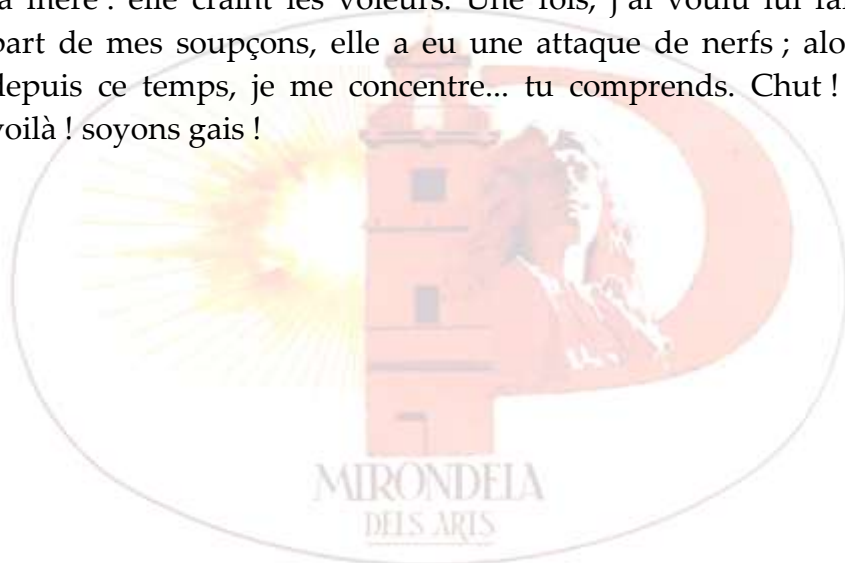 mère : elle craint les voleurs. Une fois, j'ai voulu lui
part de mes soupçons, elle a eu une attaque de nerfs ; alo
depuis ce temps, je me concentre... tu comprends. Chut !
voilà ! soyons gais !
MIRONDELA
DELS ARTS